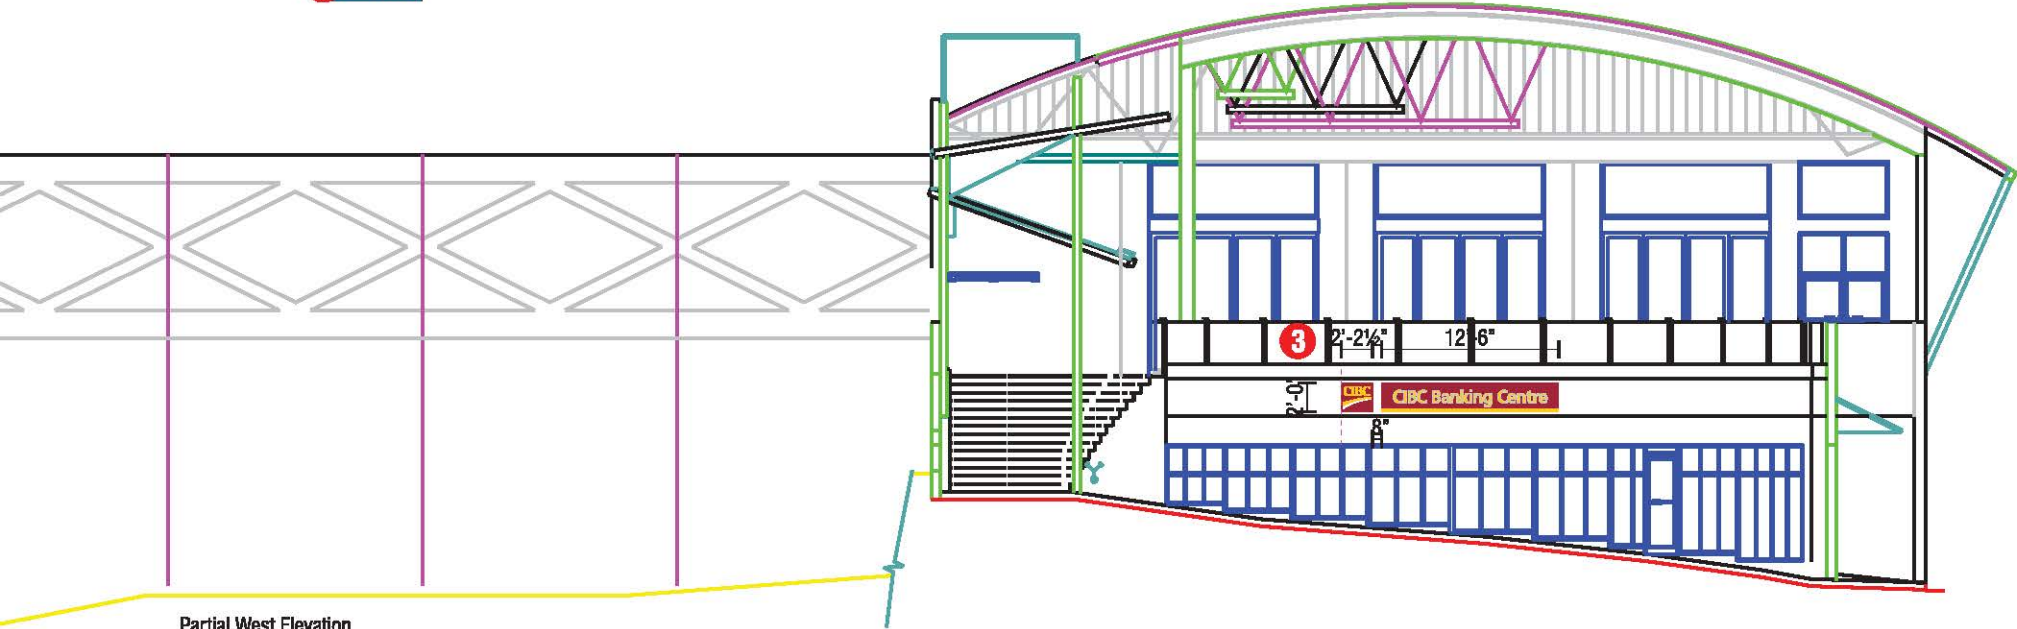 3
2'-2½"
12'-6"
2'-0"
CIBC
CIBC Banking Centre
8"
Partial West Elevation